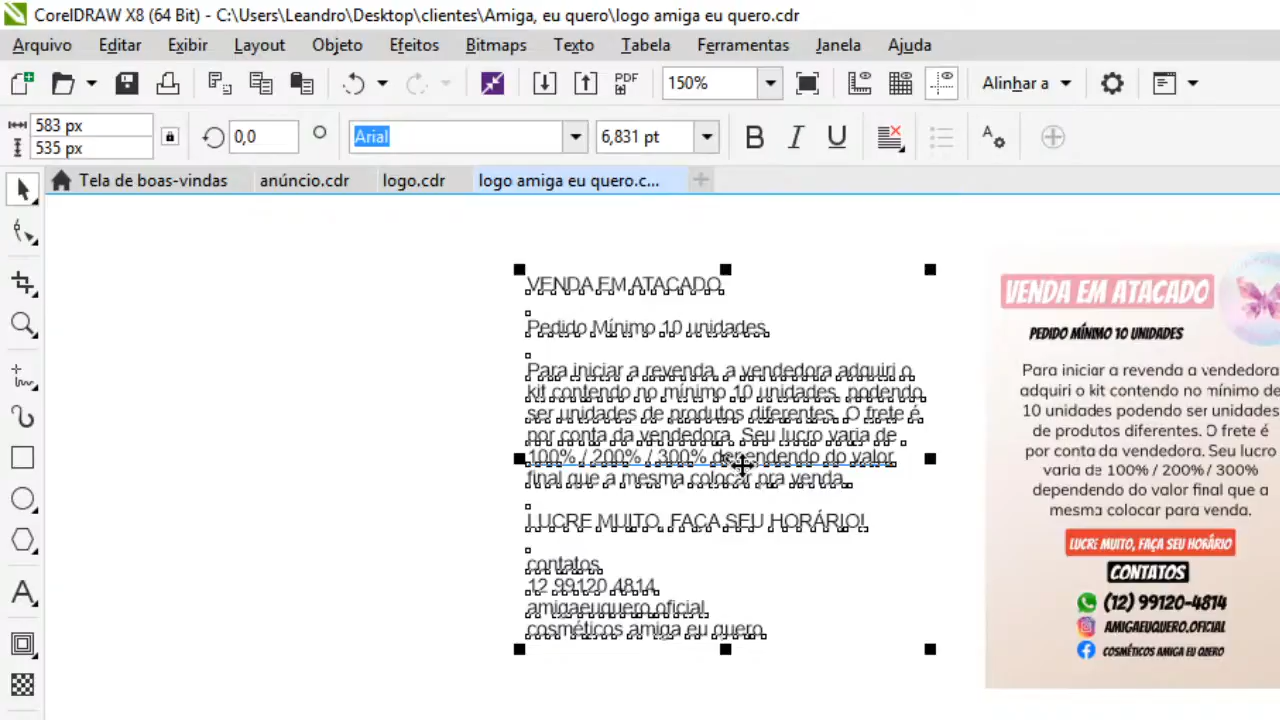 CorelDRAW X8 (64 Bit) - C:\Users\Leandro\Desktop\clientes\Amiga, eu quero\logo amiga eu quero.cdr
Arquivo Editar Exibir Layout Objeto Efeitos Bitmaps Texto Tabela Ferramentas Janela Ajuda
PDF 150% Alinhar a
583 px
535 px
0,0 Arial 6,831 pt B I U
Tela de boas-vindas anúncio.cdr logo.cdr logo amiga eu quero.c...
VENDA EM ATACADO
Pedido Mínimo 10 unidades
Para iniciar a revenda, a vendedora adquiri o
kit contendo no mínimo 10 unidades, podendo
ser unidades de produtos diferentes. O frete é
por conta da vendedora. Seu lucro varia de
100% / 200% / 300% dependendo do valor
final que a mesma colocar pra venda.
LUCRE MUITO, FAÇA SEU HORÁRIO!
contatos
12 99120 4814
amigaeuquero.oficial
cosméticos amiga eu quero
VENDA EM ATACADO
PEDIDO MÍNIMO 10 UNIDADES
Para iniciar a revenda a vendedora
adquiri o kit contendo no mínimo de
10 unidades podendo ser unidades
de produtos diferentes. O frete é
por conta da vendedora. Seu lucro
varia de 100% / 200% / 300%
dependendo do valor final que a
mesma colocar para venda.
LUCRE MUITO, FAÇA SEU HORÁRIO
CONTATOS
(12) 99120-4814
AMIGAEUQUERO.OFICIAL
COSMÉTICOS AMIGA EU QUERO